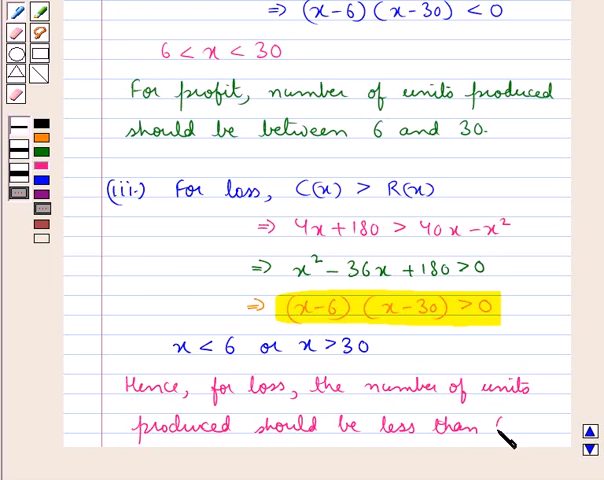 ⇒ (x-6) (x-30) < 0
6 < x < 30
For profit, number of units produced
should be between 6 and 30.
(iii.) For loss, C(x) > R(x)
⇒ 4x+180 > 40x-x²
⇒ x² - 36x + 180 > 0
⇒ (x-6) (x-30) > 0
x < 6 or x > 30
Hence, for loss, the number of units
produced should be less than